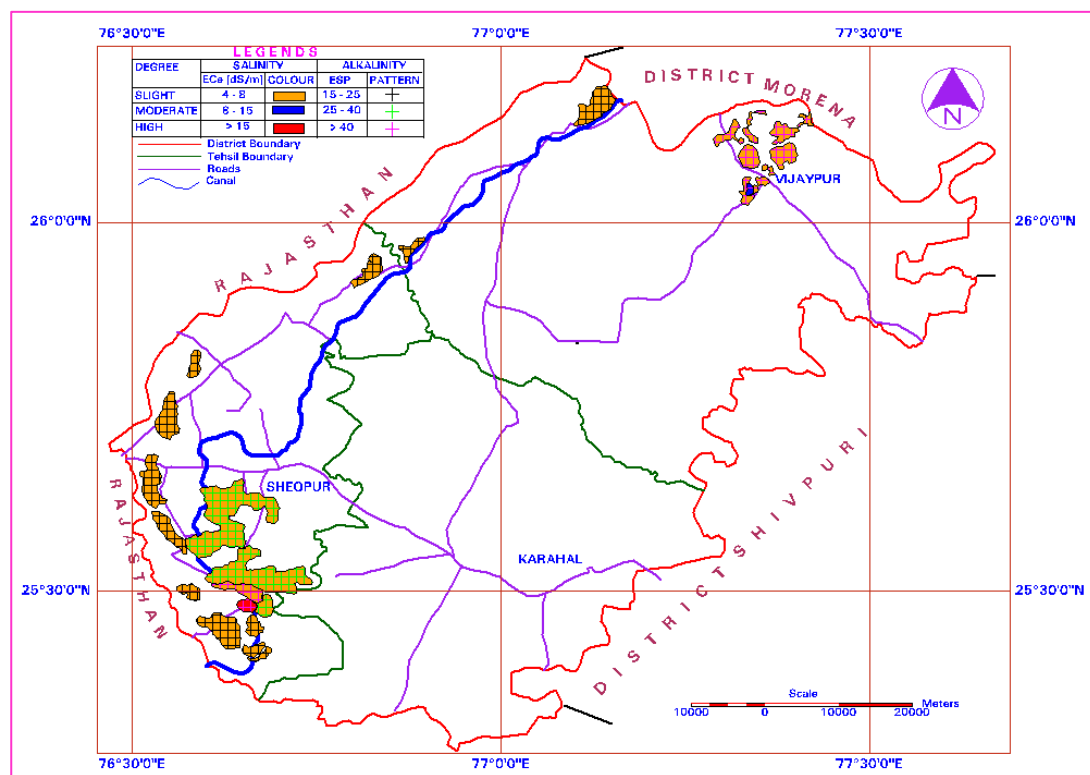 76°30'0"E 77°0'0"E 77°30'0"E
LEGENDS
DEGREE SALINITY ALKALINITY
ECe [dS/m] COLOUR ESP PATTERN
SLIGHT 4 - 8 15 - 25
MODERATE 8 - 15 25 - 40
HIGH > 15 > 40
District Boundary
Tehsil Boundary
Roads
Canal
DISTRICT MORENA
N
VIJAYPUR
26°0'0"N 26°0'0"N
RAJASTHAN
SHEOPUR
RAJASTHAN
KARAHAL
DISTRICT SHIVPURI
25°30'0"N 25°30'0"N
Scale
10000 0 10000 20000 Meters
76°30'0"E 77°0'0"E 77°30'0"E